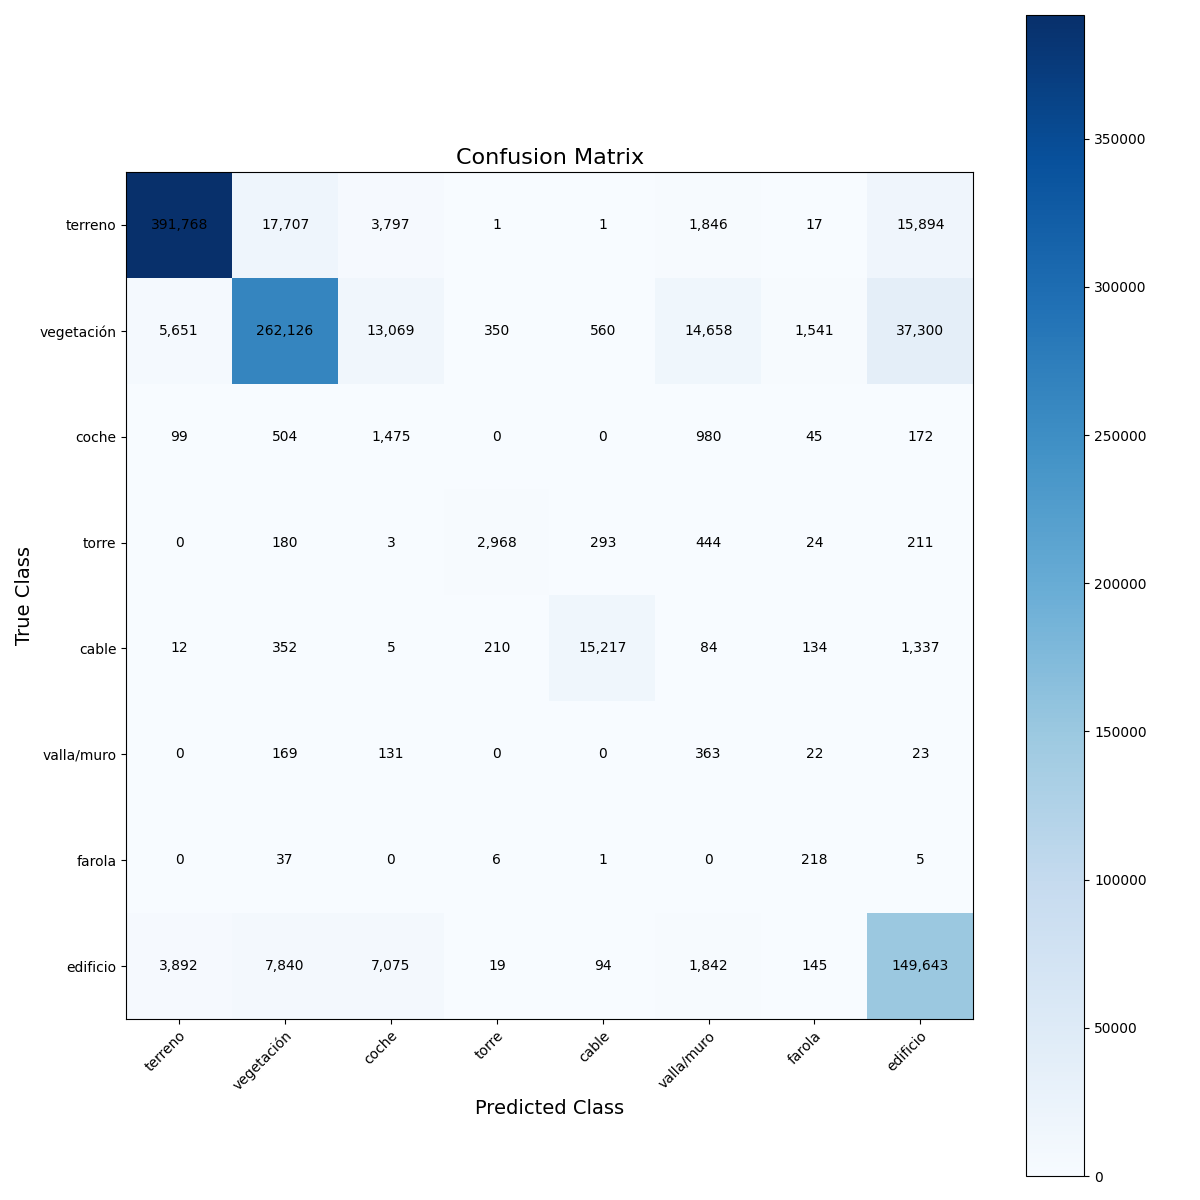 Confusion Matrix
terreno 391,768 17,707 3,797 1 1 1,846 17 15,894
vegetación 5,651 262,126 13,069 350 560 14,658 1,541 37,300
coche 99 504 1,475 0 0 980 45 172
torre 0 180 3 2,968 293 444 24 211
cable 12 352 5 210 15,217 84 134 1,337
valla/muro 0 169 131 0 0 363 22 23
farola 0 37 0 6 1 0 218 5
edificio 3,892 7,840 7,075 19 94 1,842 145 149,643
terreno vegetación coche torre cable valla/muro farola edificio
Predicted Class
True Class
350000
300000
250000
200000
150000
100000
50000
0